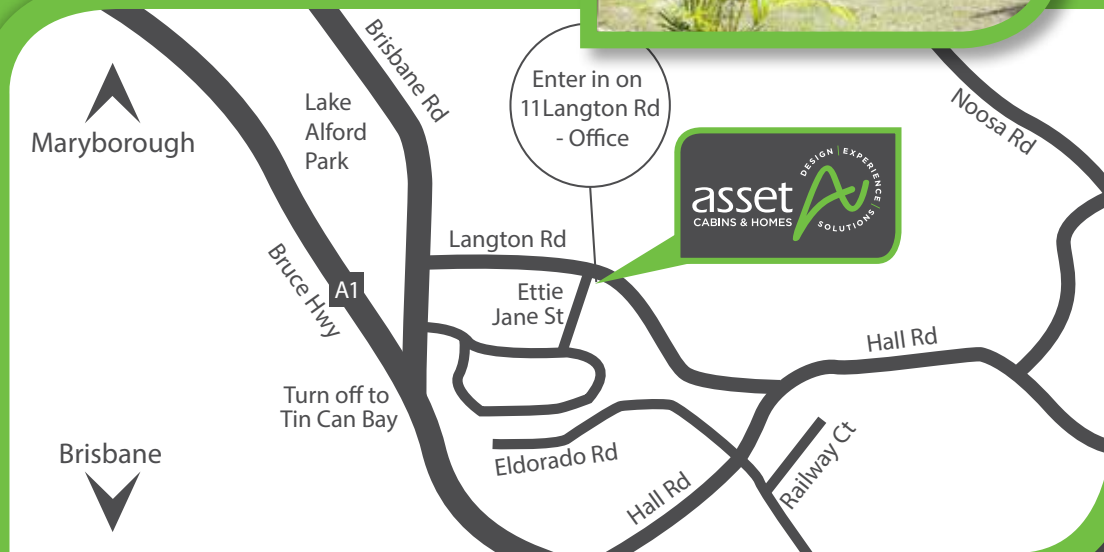 Brisbane Rd
Enter in on
11Langton Rd
- Office
Noosa Rd
Lake
Alford
Park
Maryborough
asset
CABINS & HOMES
DESIGN | EXPERIENCE | SOLUTIONS
Langton Rd
Bruce Hwy
A1
Ettie
Jane St
Hall Rd
Turn off to
Tin Can Bay
Brisbane
Eldorado Rd
Railway Ct
Hall Rd